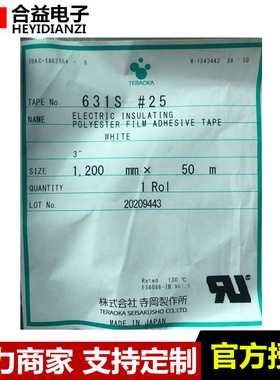 合益电子
HEYIDIANZI
TERAOKA
TAPE No. 631S #25
NAME ELECTRIC INSULATING
POLYESTER FILM ADHESIVE TAPE
WHITE
3"
SIZE 1,200 mm × 50 m
QUANTITY 1 Rol
LOT No. 20209443
Rated 130 ℃
株式会社 寺岡製作所
TERAOKA SEISAKUSHO CO.,LTD.
MADE IN JAPAN
力商家 支持定制 官方授